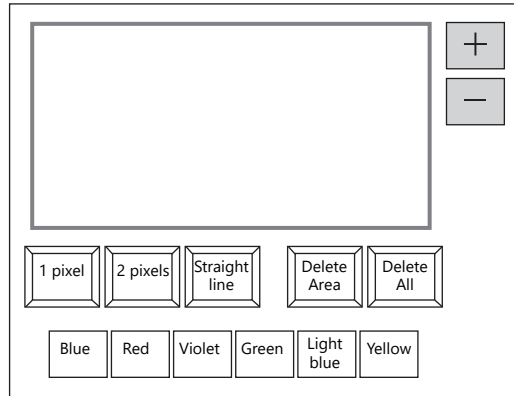 +
−
1 pixel
2 pixels
Straight
line
Delete
Area
Delete
All
Blue
Red
Violet
Green
Light
blue
Yellow